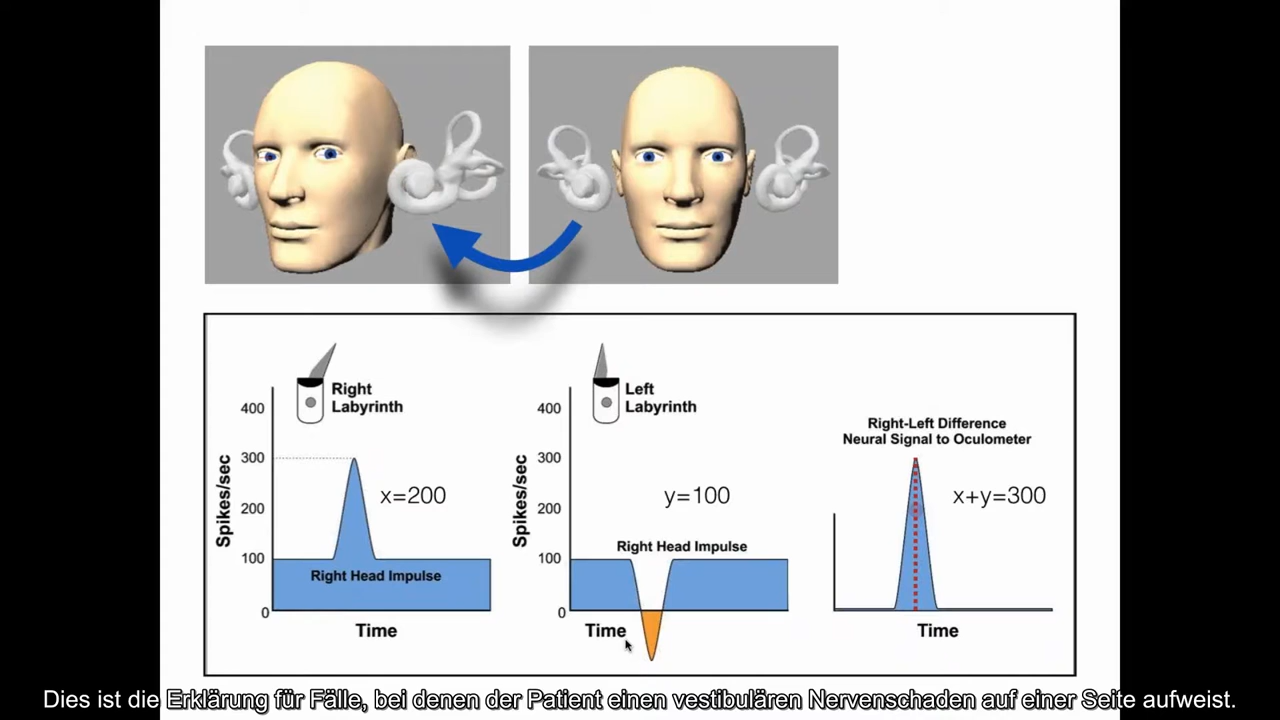 Right
Labyrinth
400
300
200
100
0
Spikes/sec
x=200
Right Head Impulse
Time
Left
Labyrinth
400
300
200
100
0
Spikes/sec
y=100
Right Head Impulse
Time
Right-Left Difference
Neural Signal to Oculometer
x+y=300
Time
Dies ist die Erklärung für Fälle, bei denen der Patient einen vestibulären Nervenschaden auf einer Seite aufweist.